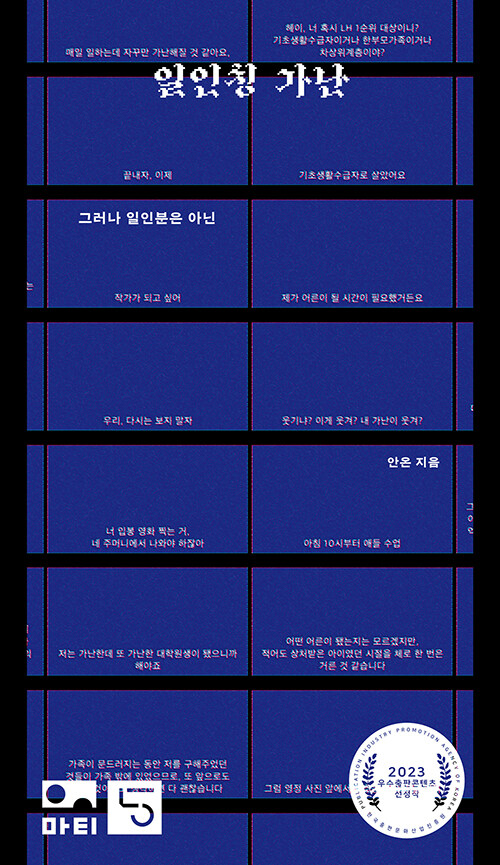 헤이, 너 혹시 LH 1순위 대상이니?
기초생활수급자이거나 한부모가족이거나
매일 일하는데 자꾸만 가난해질 것 같아요.
차상위계층이야?
일인칭 가난
끝내자, 이제
기초생활수급자로 살았어요
그러나 일인분은 아닌
작가가 되고 싶어
제가 어른이 될 시간이 필요했거든요
우리, 다시는 보지 말자
웃기냐? 이게 웃겨? 내 가난이 웃겨?
안온 지음
너 입봉 영화 찍는 거,
네 주머니에서 나와야 하잖아
아침 10시부터 애들 수업
저는 가난한데 또 가난한 대학원생이 됐으니까
해야죠
어떤 어른이 됐는지는 모르겠지만,
적어도 상처받은 아이였던 시절을 체로 한 번은
거른 것 같습니다
가족이 문드러지는 동안 저를 구해주었던
것들이 가족 밖에 있었으므로, 또 앞으로도
다 괜찮습니다
그럼 영정 사진 앞에서
마티
PUBLICATION INDUSTRY PROMOTION AGENCY OF KOREA
2023
우수출판콘텐츠
선정작
한국출판문화산업진흥원